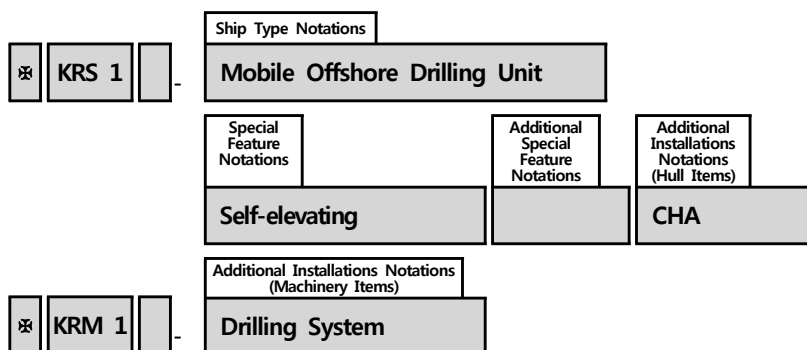 Ship Type Notations
✠ KRS 1 - Mobile Offshore Drilling Unit
Special Feature Notations
Additional Special Feature Notations
Additional Installations Notations (Hull Items)
Self-elevating
CHA
Additional Installations Notations (Machinery Items)
✠ KRM 1 - Drilling System